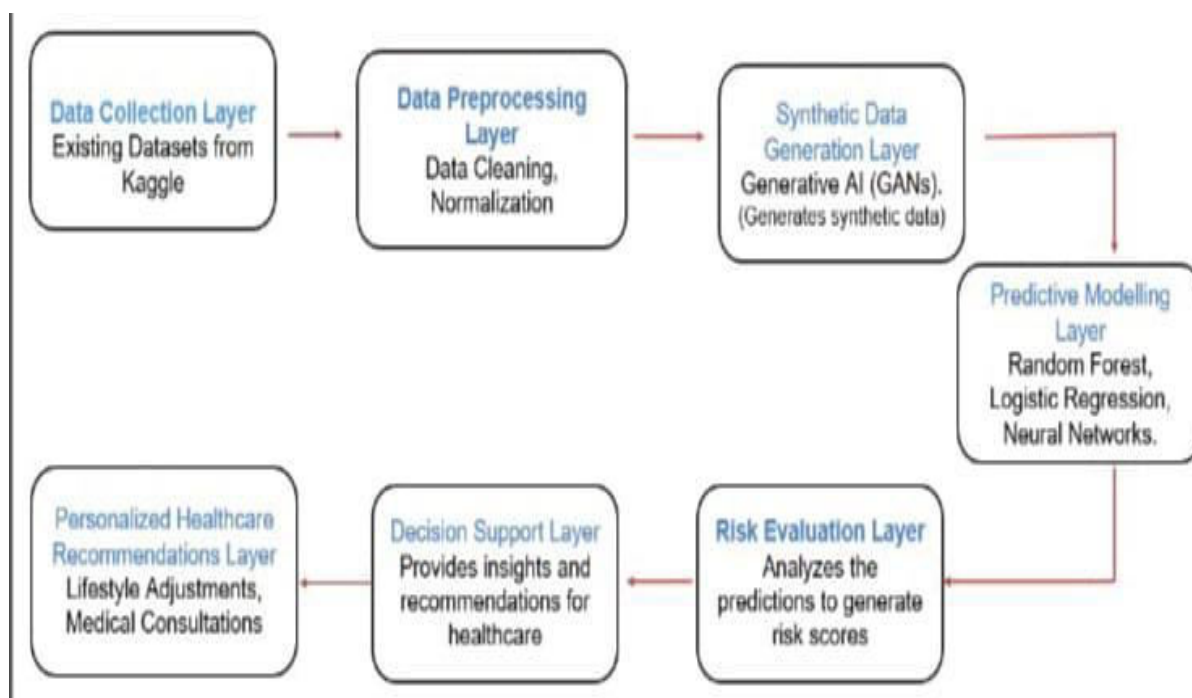 Data Collection Layer
Existing Datasets from
Kaggle
Data Preprocessing
Layer
Data Cleaning,
Normalization
Synthetic Data
Generation Layer
Generative AI (GANs).
(Generates synthetic data)
Predictive Modelling
Layer
Random Forest,
Logistic Regression,
Neural Networks.
Risk Evaluation Layer
Analyzes the
predictions to generate
risk scores
Decision Support Layer
Provides insights and
recommendations for
healthcare
Personalized Healthcare
Recommendations Layer
Lifestyle Adjustments,
Medical Consultations